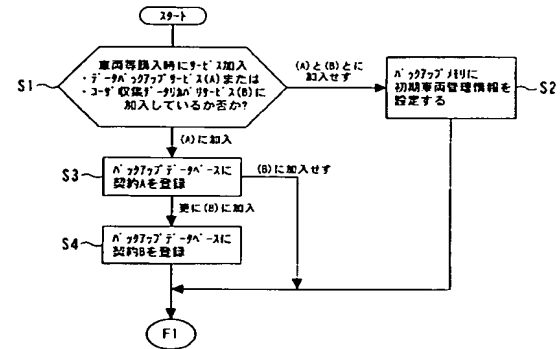 スタート
S1
車両等購入時にサービス加入
・データバックアップサービス(A)または
・ユーザ収集データリカバリサービス(B)に
加入しているか否か?
(A)と(B)とに
加入せず
S2
バックアップメモリに
初期車両管理情報を
設定する
(A)に加入
S3
バックアップデータベースに
契約Aを登録
(B)に加入せず
更に(B)に加入
S4
バックアップデータベースに
契約Bを登録
F1